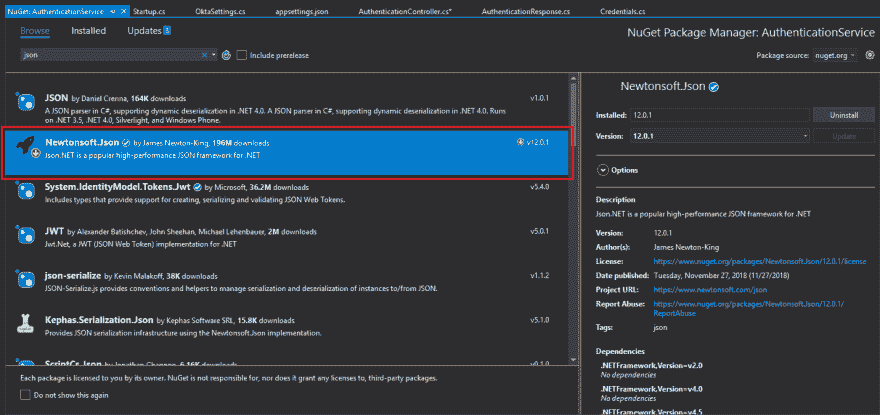 NuGet: AuthenticationService
Startup.cs
OktaSettings.cs
appsettings.json
AuthenticationController.cs*
AuthenticationResponse.cs
Credentials.cs
Browse Installed Updates 3
NuGet Package Manager: AuthenticationService
json
Include prerelease
Package source: nuget.org
JSON by Daniel Crenna, 164K downloads v1.0.1
A JSON parser in C#, supporting dynamic deserialization in .NET 4.0. A JSON parser in C#, supporting dynamic deserialization in .NET 4.0. Runs
on .NET 3.5, .NET 4.0, Silverlight, and Windows Phone.
Newtonsoft.Json by James Newton-King, 196M downloads v12.0.1
Json.NET is a popular high-performance JSON framework for .NET
System.IdentityModel.Tokens.Jwt by Microsoft, 36.2M downloads v5.4.0
Includes types that provide support for creating, serializing and validating JSON Web Tokens.
JWT by Alexander Batishchev, John Sheehan, Michael Lehenbauer, 2M downloads v5.0.1
Jwt.Net, a JWT (JSON Web Token) implementation for .NET
json-serialize by Kevin Malakoff, 38K downloads v1.1.2
JSON-Serialize.js provides conventions and helpers to manage serialization and deserialization of instances to/from JSON.
Kephas.Serialization.Json by Kephas Software SRL, 15.8K downloads v5.1.0
Provides JSON serialization infrastructure using the Newtonsoft.Json implementation.
ScriptCs.Json by Jonathan Channon, 6.16K downloads v0.1.0
Each package is licensed to you by its owner. NuGet is not responsible for, nor does it grant any licenses to, third-party packages.
Do not show this again
NewtonsoftJson
Installed: 12.0.1 Uninstall
Version: 12.0.1 Update
Options
Description
Json.NET is a popular high-performance JSON framework for .NET
Version: 12.0.1
Author(s): James Newton-King
License: https://www.nuget.org/packages/Newtonsoft.Json/12.0.1/license
Date published: Tuesday, November 27, 2018 (11/27/2018)
Project URL: https://www.newtonsoft.com/json
Report Abuse: https://www.nuget.org/packages/Newtonsoft.Json/12.0.1/
ReportAbuse
Tags: json
Dependencies
.NETFramework,Version=v2.0
No dependencies
.NETFramework,Version=v4.0
No dependencies
.NETFramework,Version=v4.5